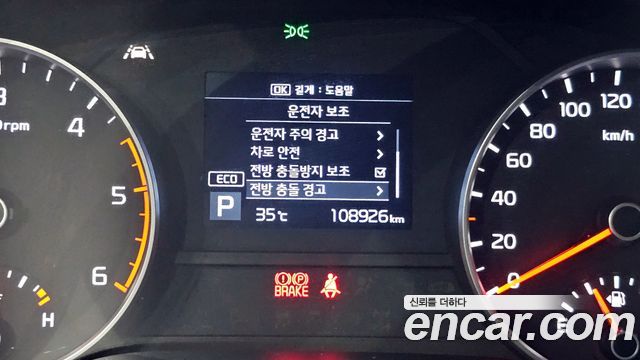 OK 길게 : 도움말
운전자 보조
운전자 주의 경고
차로 안전
전방 충돌방지 보조
ECO
전방 충돌 경고
P 35℃ 108926km
rpm
4
5
6
H
0
20
40
60
80
100
120
km/h
E
BRAKE
P
신뢰를 더하다
encar.com